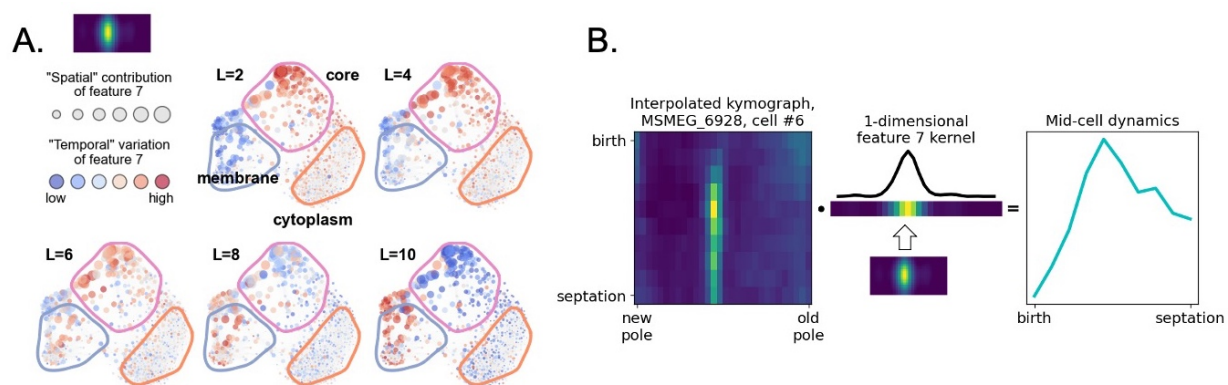 A.
"Spatial" contribution
of feature 7
"Temporal" variation
of feature 7
low
high
L=2
core
membrane
cytoplasm
L=4
L=6
L=8
L=10
B.
Interpolated kymograph,
MSMEG_6928, cell #6
birth
septation
new
pole
old
pole
•
1-dimensional
feature 7 kernel
=
Mid-cell dynamics
birth
septation